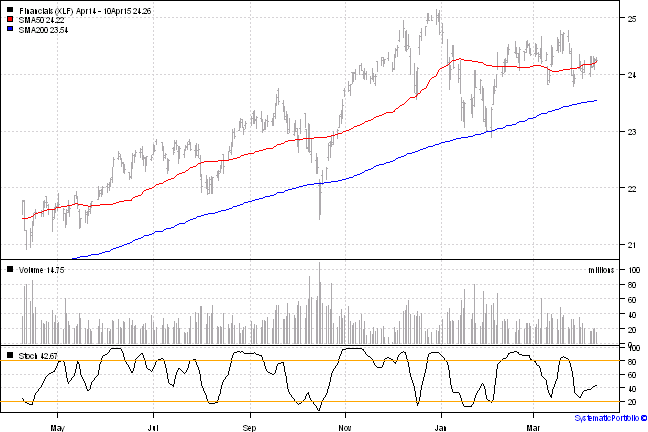 Financials (XLF) Apr14 - 10Apr15 24.26
SMA50 24.22
SMA200 23.54
25
24
23
22
21
Volume 14.75
millions
100
80
60
40
20
0
Stoch 42.67
100
80
60
40
20
May Jul Sep Nov Jan Mar
SystematicPortfolio ©